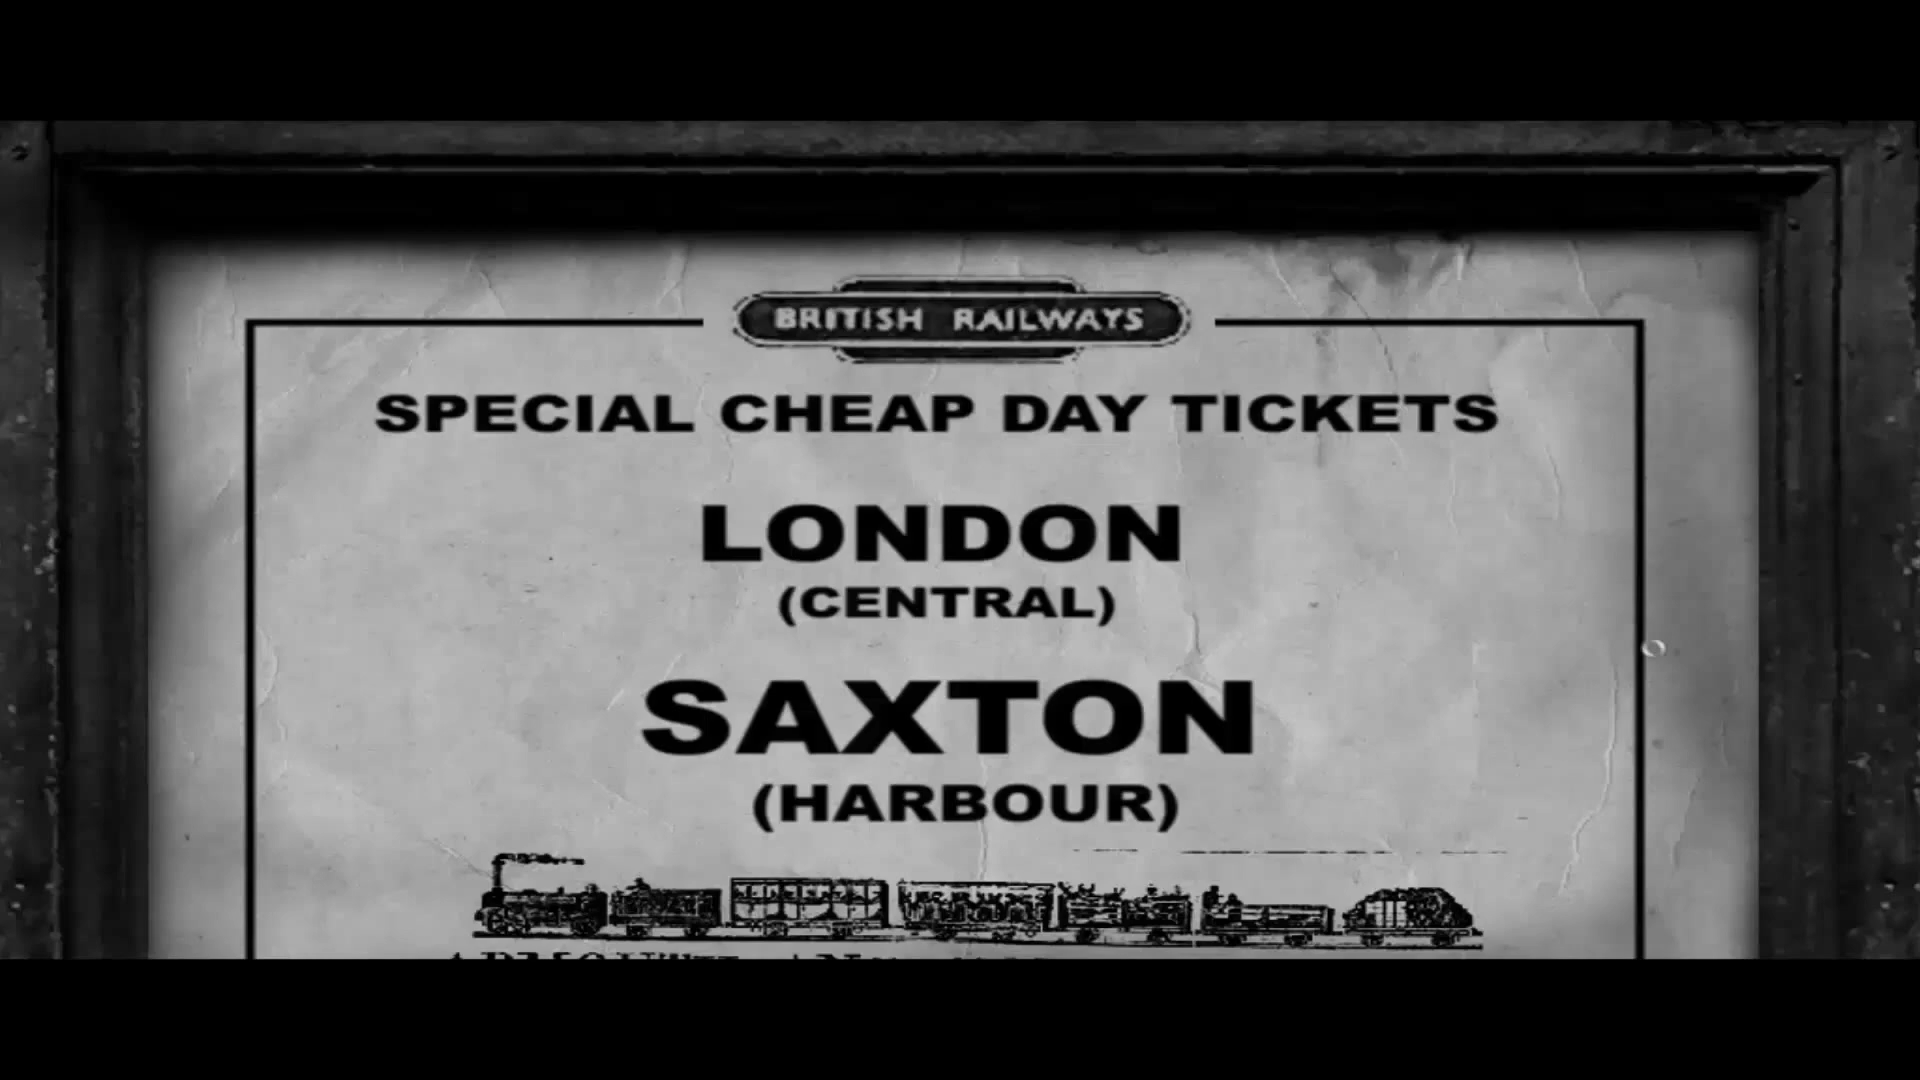 BRITISH RAILWAYS
SPECIAL CHEAP DAY TICKETS
LONDON
(CENTRAL)
SAXTON
(HARBOUR)